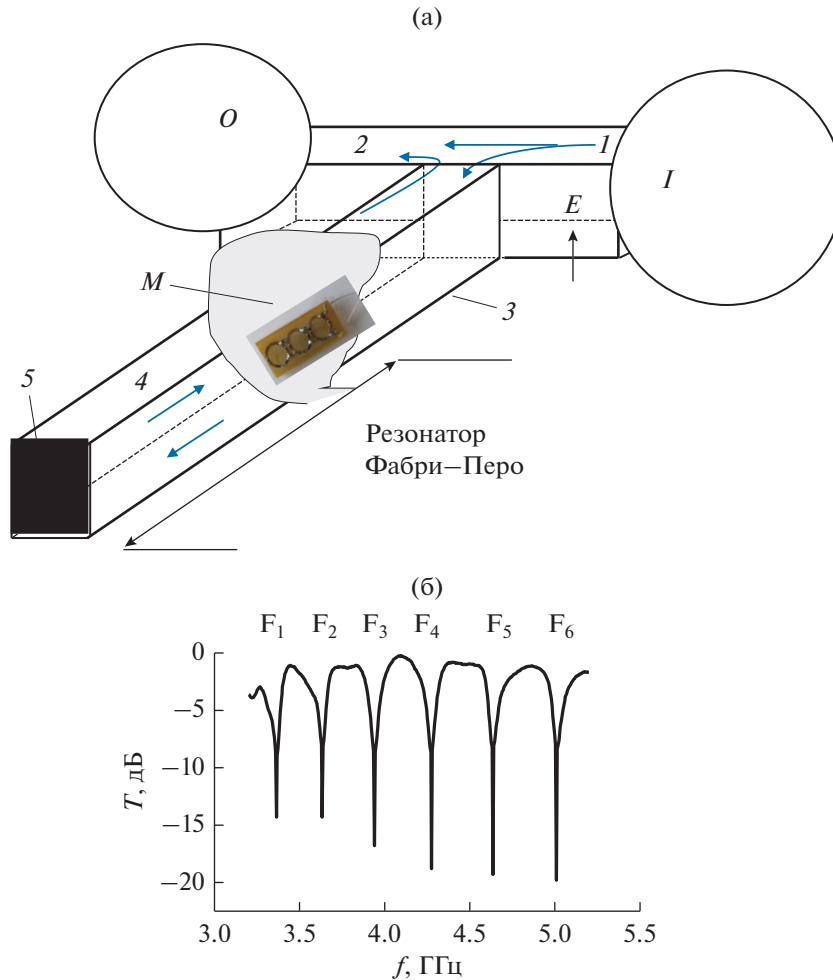 (а)
O
2
1
I
E
M
3
5
4
Резонатор
Фабри–Перо
(б)
F₁ F₂ F₃ F₄ F₅ F₆
0
−5
−10
−15
−20
T, дБ
3.0 3.5 4.0 4.5 5.0 5.5
f, ГГц